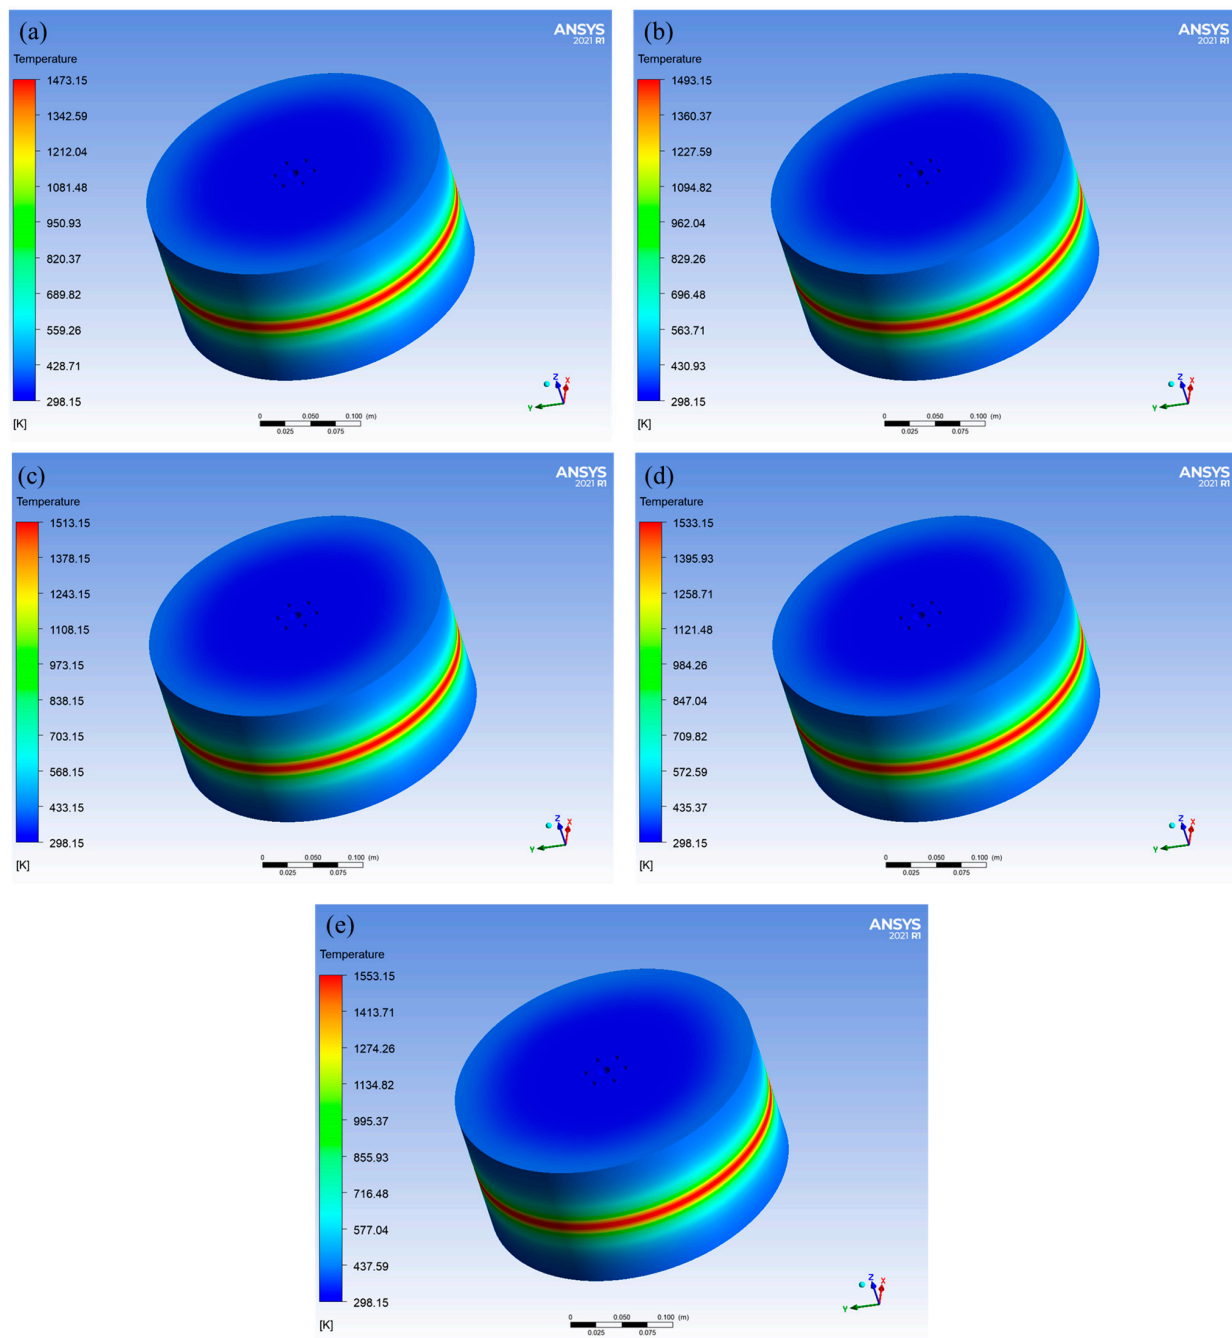 (a)
ANSYS
2021 R1
Temperature
1473.15
1342.59
1212.04
1081.48
950.93
820.37
689.82
559.26
428.71
298.15
[K]
0 0.050 0.100 (m)
0.025 0.075
Z X
Y
(b)
ANSYS
2021 R1
Temperature
1493.15
1360.37
1227.59
1094.82
962.04
829.26
696.48
563.71
430.93
298.15
[K]
0 0.050 0.100 (m)
0.025 0.075
Z X
Y
(c)
ANSYS
2021 R1
Temperature
1513.15
1378.15
1243.15
1108.15
973.15
838.15
703.15
568.15
433.15
298.15
[K]
0 0.050 0.100 (m)
0.025 0.075
Z X
Y
(d)
ANSYS
2021 R1
Temperature
1533.15
1395.93
1258.71
1121.48
984.26
847.04
709.82
572.59
435.37
298.15
[K]
0 0.050 0.100 (m)
0.025 0.075
Z X
Y
(e)
ANSYS
2021 R1
Temperature
1553.15
1413.71
1274.26
1134.82
995.37
855.93
716.48
577.04
437.59
298.15
[K]
0 0.050 0.100 (m)
0.025 0.075
Z X
Y